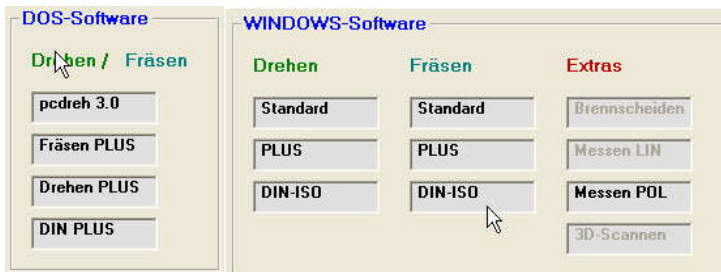 DOS-Software
Drehen / Fräsen
pcdreh 3.0
Fräsen PLUS
Drehen PLUS
DIN PLUS
WINDOWS-Software
Drehen Fräsen Extras
Standard Standard Brennscheiden
PLUS PLUS Messen LIN
DIN-ISO DIN-ISO Messen POL
3D-Scannen